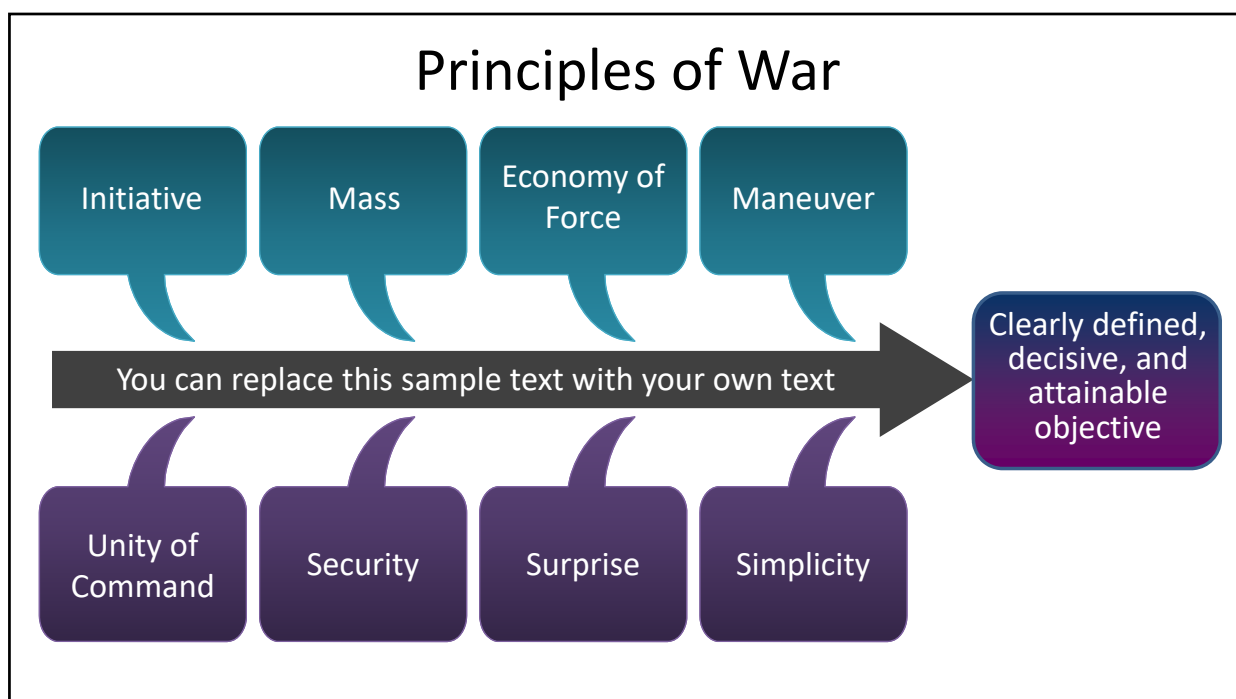 Principles of War
Initiative
Mass
Economy of
Force
Maneuver
You can replace this sample text with your own text
Clearly defined,
decisive, and
attainable
objective
Unity of
Command
Security
Surprise
Simplicity